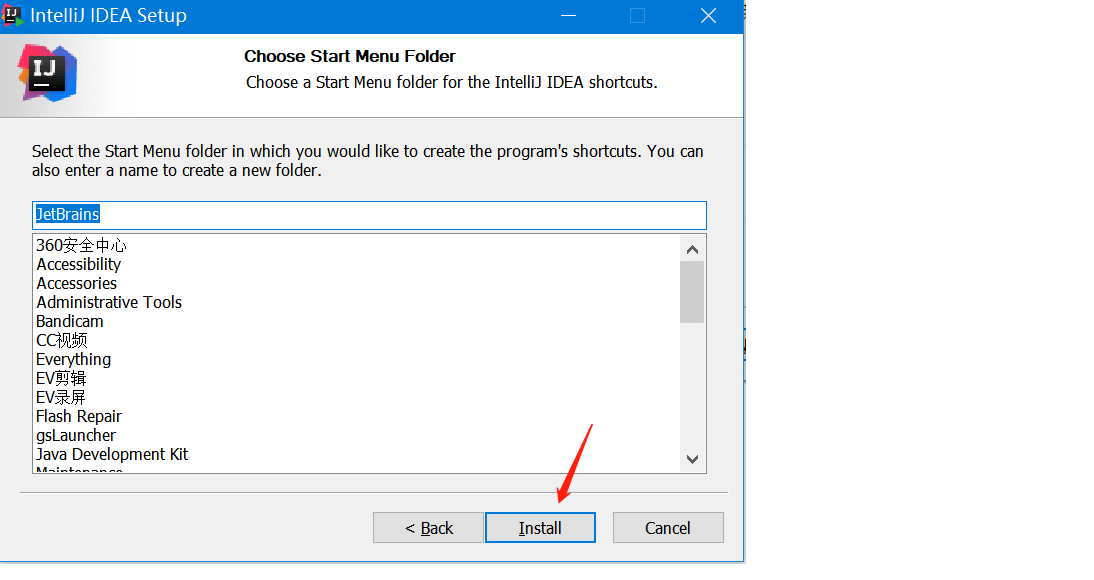 IntelliJ IDEA Setup
IJ
Choose Start Menu Folder
Choose a Start Menu folder for the IntelliJ IDEA shortcuts.
Select the Start Menu folder in which you would like to create the program's shortcuts. You can
also enter a name to create a new folder.
JetBrains
360安全中心
Accessibility
Accessories
Administrative Tools
Bandicam
CC视频
Everything
EV剪辑
EV录屏
Flash Repair
gsLauncher
Java Development Kit
Maintenance
< Back
Install
Cancel